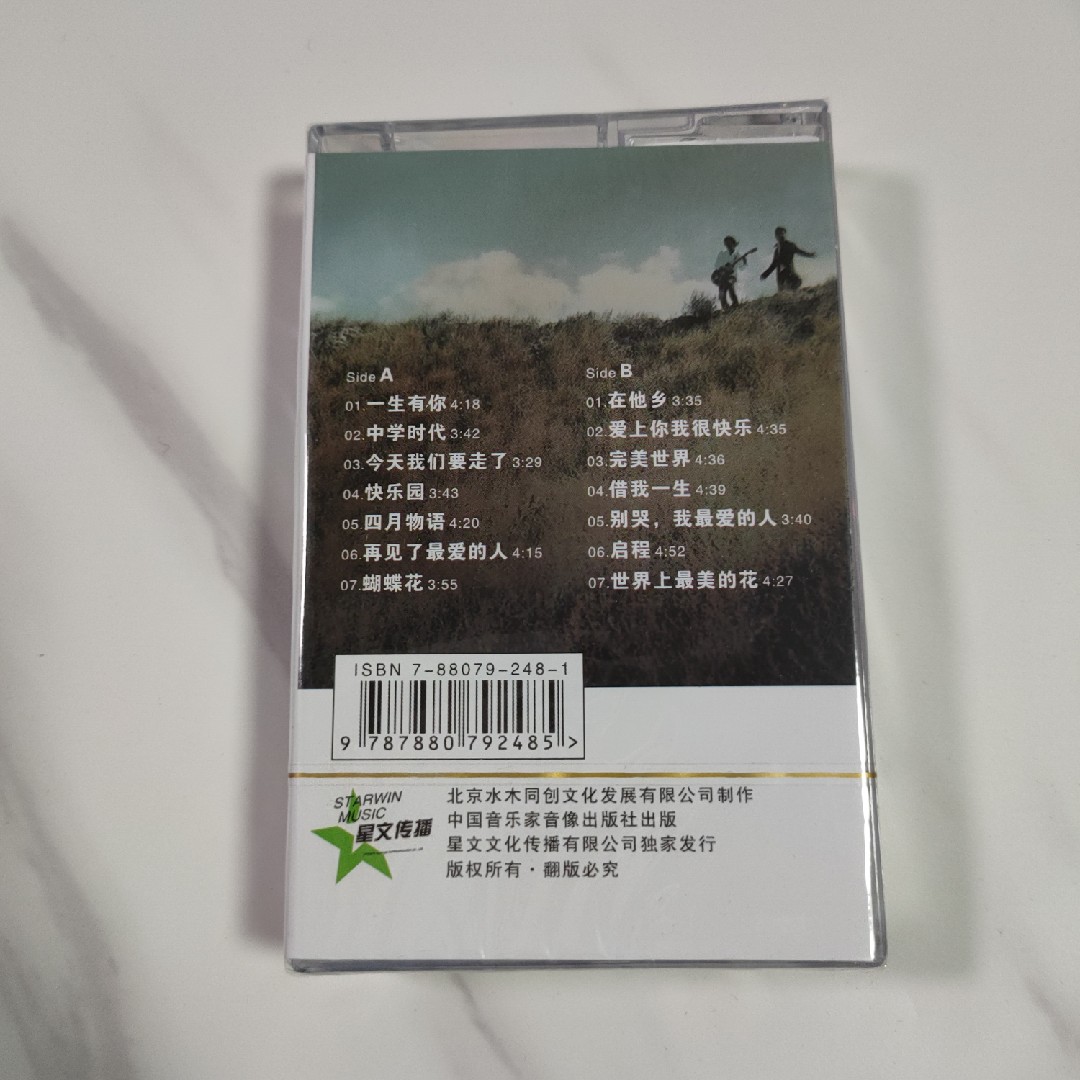 Side A
01.一生有你 4:18
02.中学时代 3:42
03.今天我们要走了 3:29
04.快乐园 3:43
05.四月物语 4:20
06.再见了最爱的人 4:15
07.蝴蝶花 3:55
Side B
01.在他乡 3:35
02.爱上你我很快乐 4:35
03.完美世界 4:36
04.借我一生 4:39
05.别哭，我最爱的人 3:40
06.启程 4:52
07.世界上最美的花 4:27
ISBN 7-88079-248-1
9 787880 792485 >
STARWIN
MUSIC
星文传播
北京水木同创文化发展有限公司制作
中国音乐家音像出版社出版
星文文化传播有限公司独家发行
版权所有·翻版必究